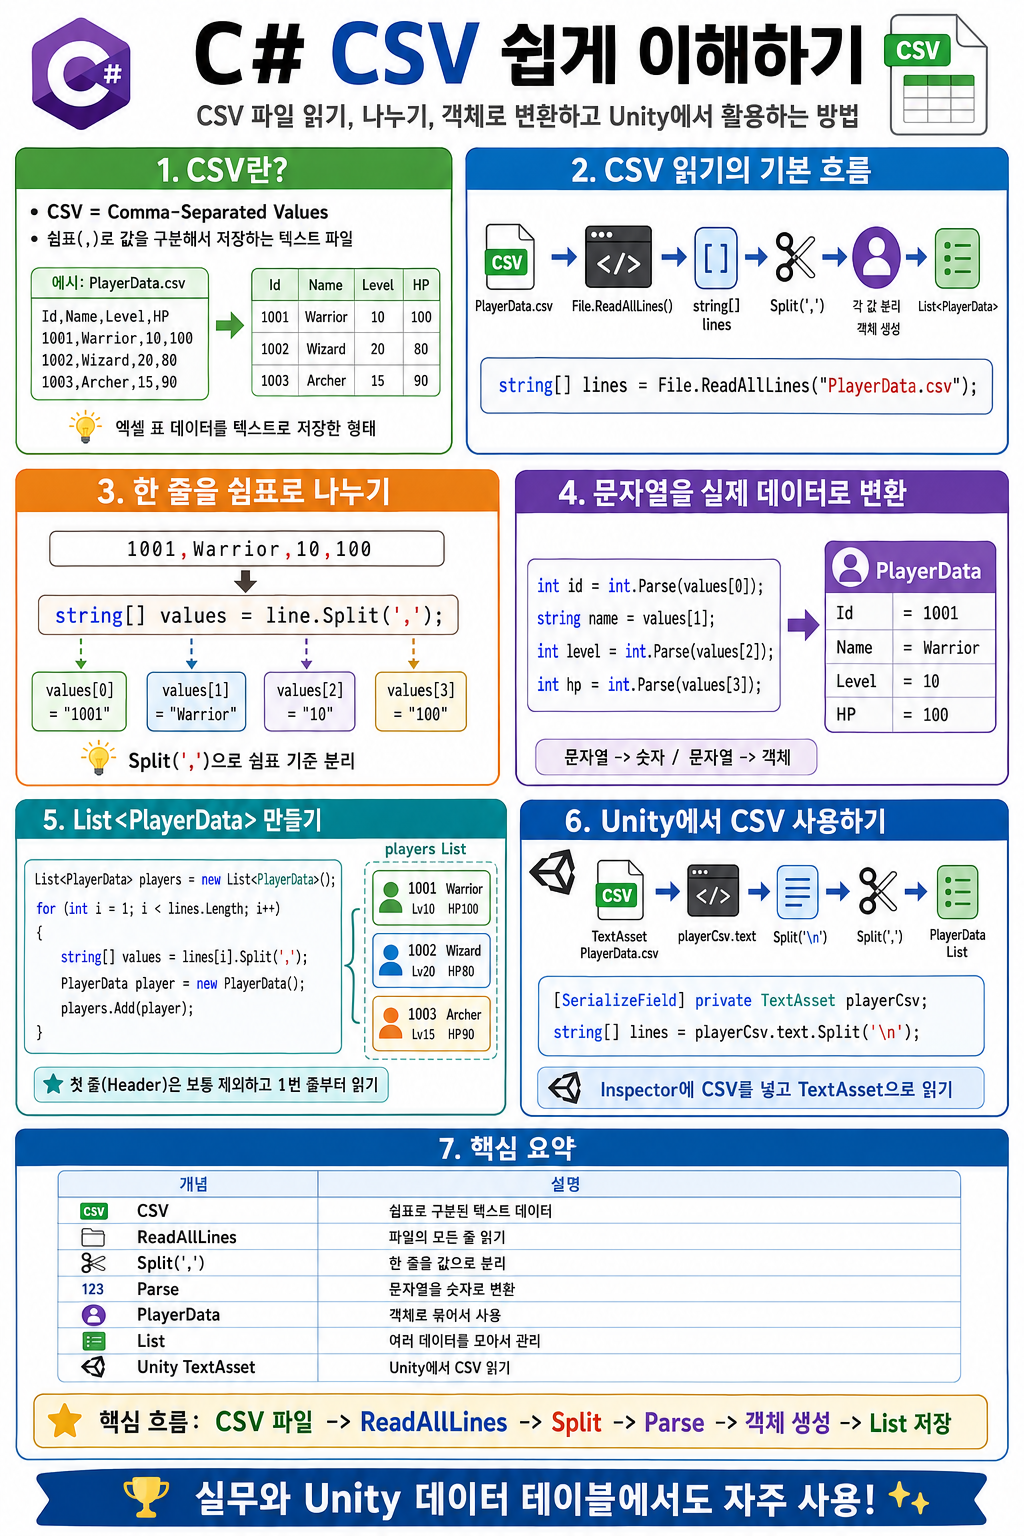 C#
C# CSV 쉽게 이해하기
CSV 파일 읽기, 나누기, 객체로 변환하고 Unity에서 활용하는 방법
CSV
1. CSV란?
• CSV = Comma-Separated Values
• 쉼표(,)로 값을 구분해서 저장하는 텍스트 파일
예시: PlayerData.csv
Id,Name,Level,HP
1001,Warrior,10,100
1002,Wizard,20,80
1003,Archer,15,90
Id Name Level HP
1001 Warrior 10 100
1002 Wizard 20 80
1003 Archer 15 90
엑셀 표 데이터를 텍스트로 저장한 형태
2. CSV 읽기의 기본 흐름
CSV
</>
[ ]
PlayerData.csv
File.ReadAllLines()
string[]
lines
Split(',')
각 값 분리
객체 생성
List<PlayerData>
string[] lines = File.ReadAllLines("PlayerData.csv");
3. 한 줄을 쉼표로 나누기
1001,Warrior,10,100
string[] values = line.Split(',');
values[0]
= "1001"
values[1]
= "Warrior"
values[2]
= "10"
values[3]
= "100"
Split(',')으로 쉼표 기준 분리
4. 문자열을 실제 데이터로 변환
int id = int.Parse(values[0]);
string name = values[1];
int level = int.Parse(values[2]);
int hp = int.Parse(values[3]);
PlayerData
Id = 1001
Name = Warrior
Level = 10
HP = 100
문자열 -> 숫자 / 문자열 -> 객체
5. List<PlayerData> 만들기
List<PlayerData> players = new List<PlayerData>();
for (int i = 1; i < lines.Length; i++)
{
string[] values = lines[i].Split(',');
PlayerData player = new PlayerData();
players.Add(player);
}
players List
1001 Warrior
Lv10 HP100
1002 Wizard
Lv20 HP80
1003 Archer
Lv15 HP90
첫 줄(Header)은 보통 제외하고 1번 줄부터 읽기
6. Unity에서 CSV 사용하기
CSV
</>
TextAsset
PlayerData.csv
playerCsv.text
Split('\n')
Split(',')
PlayerData
List
[SerializeField] private TextAsset playerCsv;
string[] lines = playerCsv.text.Split('\n');
Inspector에 CSV를 넣고 TextAsset으로 읽기
7. 핵심 요약
개념 설명
CSV CSV 쉼표로 구분된 텍스트 데이터
ReadAllLines 파일의 모든 줄 읽기
Split(',') 한 줄을 값으로 분리
123 Parse 문자열을 숫자로 변환
PlayerData 객체로 묶어서 사용
List 여러 데이터를 모아서 관리
Unity TextAsset Unity에서 CSV 읽기
핵심 흐름: CSV 파일 -> ReadAllLines -> Split -> Parse -> 객체 생성 -> List 저장
실무와 Unity 데이터 테이블에서도 자주 사용!